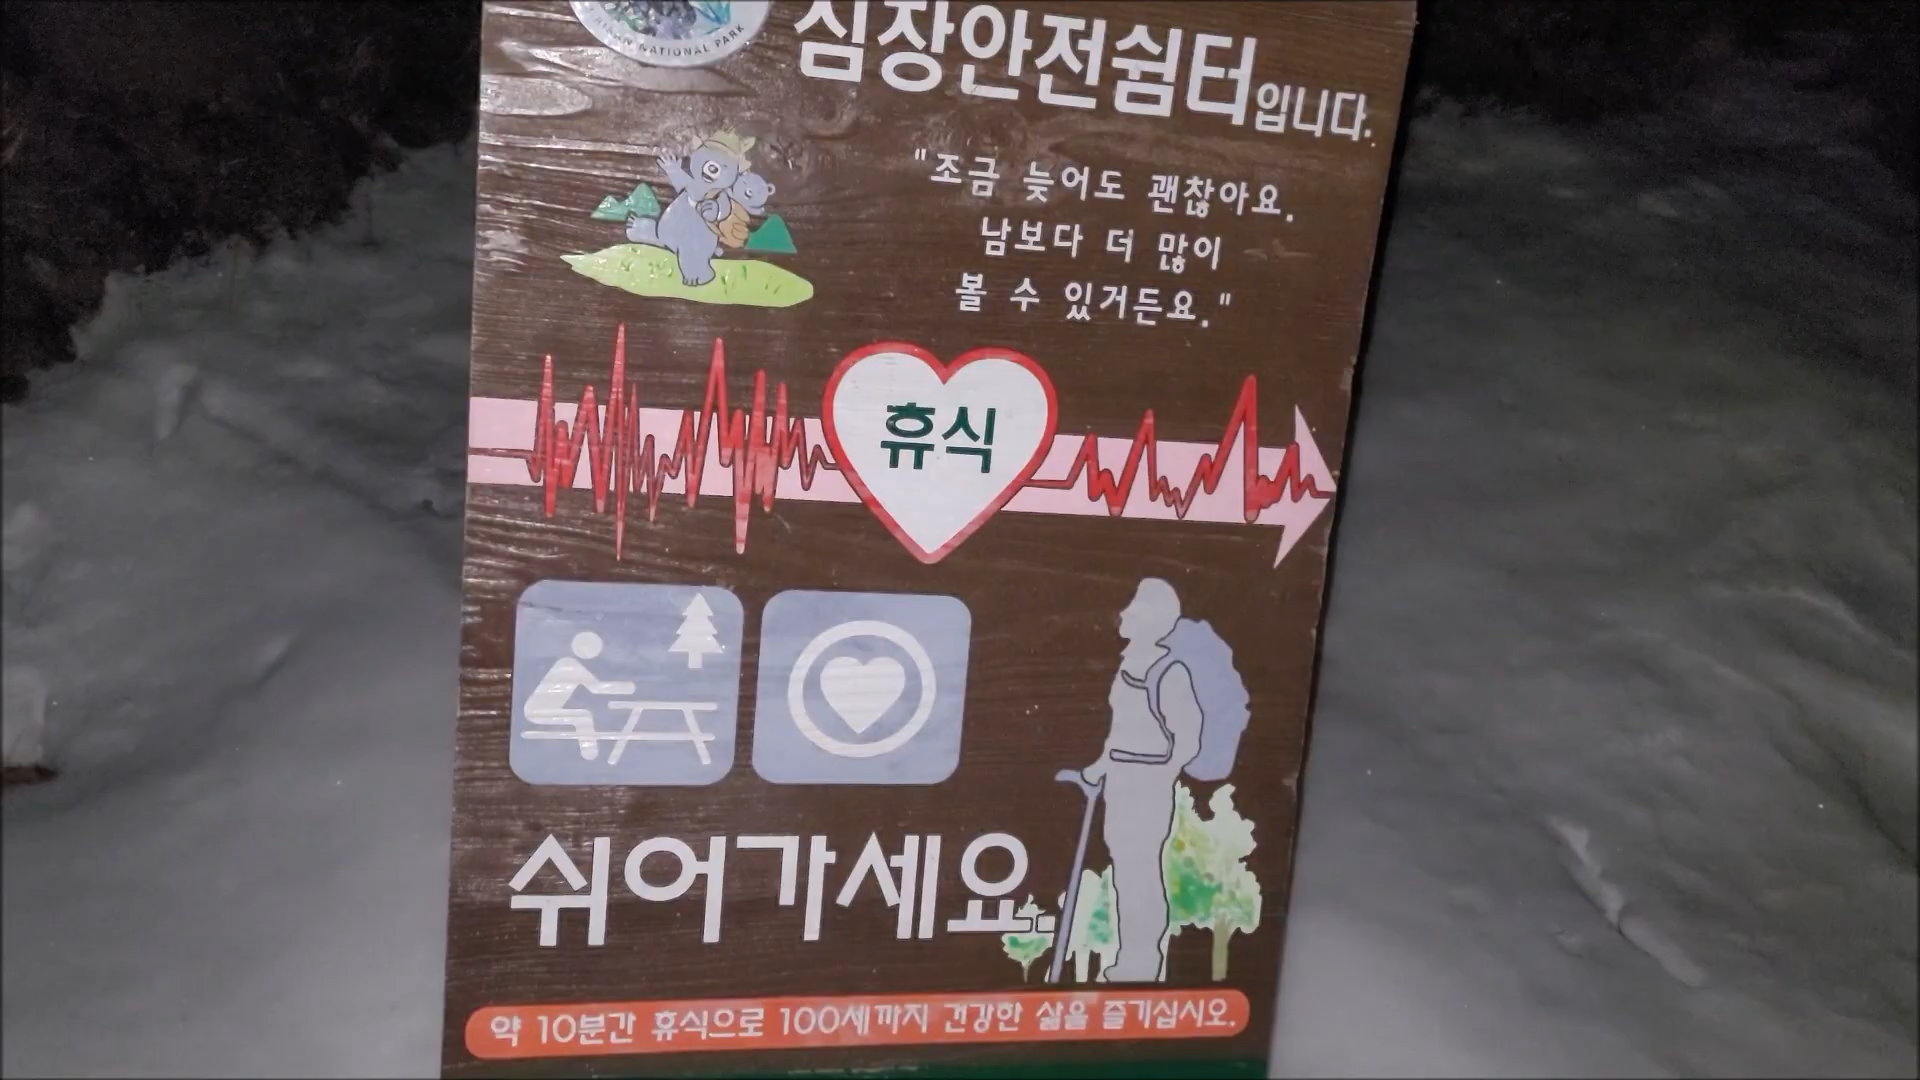 NATIONAL PARK
심장안전쉼터입니다.
"조금 늦어도 괜찮아요.
남보다 더 많이
볼 수 있거든요."
휴식
쉬어가세요.
약 10분간 휴식으로 100세까지 건강한 삶을 즐기십시오.